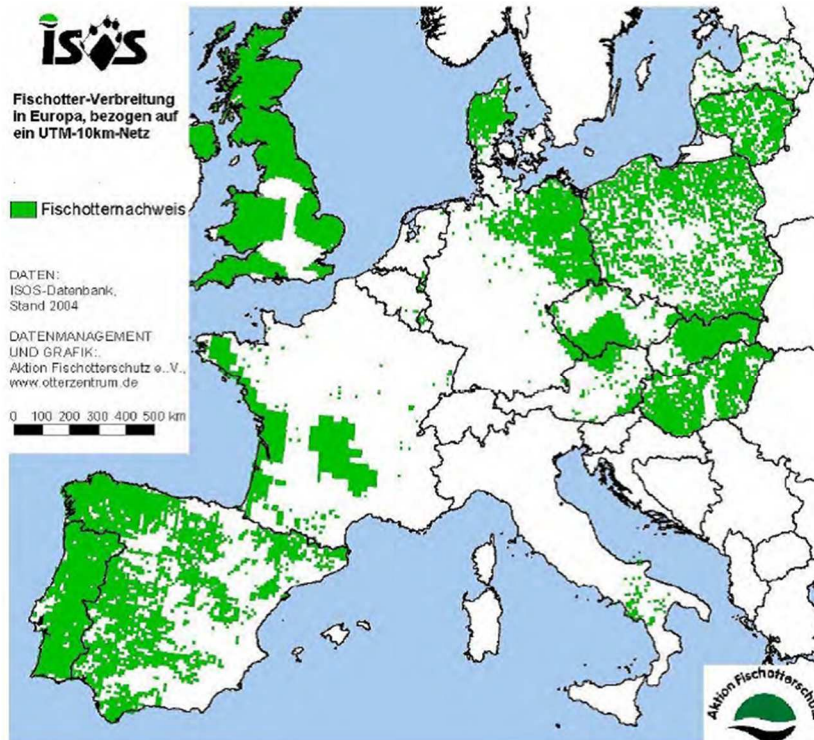 iSOS
Fischotter-Verbreitung
in Europa, bezogen auf
ein UTM-10km-Netz
Fischotternachweis
DATEN:
ISOS-Datenbank,
Stand 2004
DATENMANAGEMENT
UND GRAFIK:
Aktion Fischotterschutz e. V.,
www.otterzentrum.de
0 100 200 300 400 500 km
Aktion Fischotterschutz